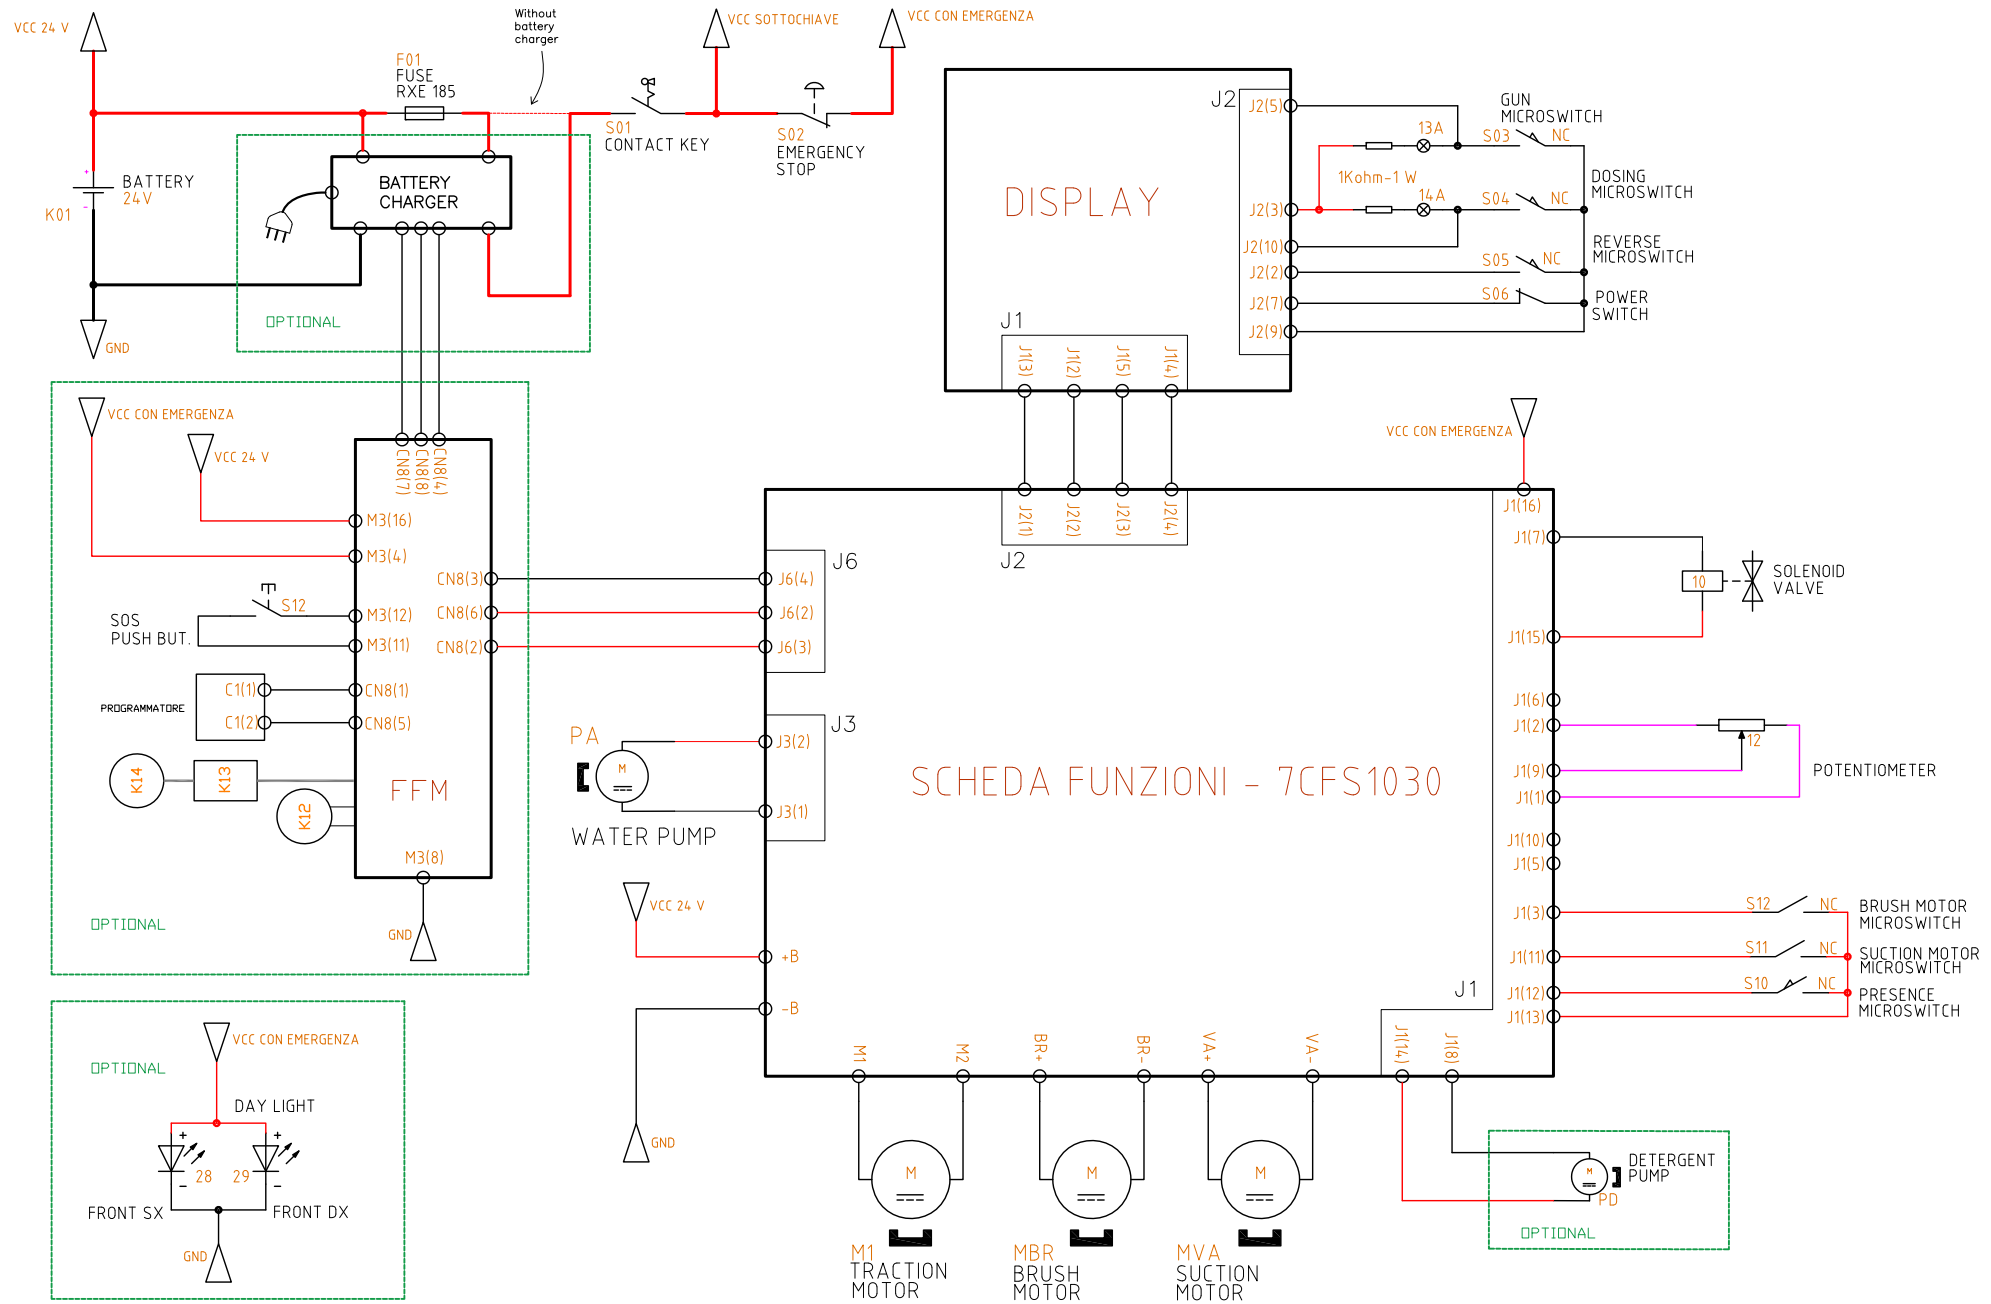 VCC 24 V
F01
FUSE
RXE 185
Without
battery
charger
VCC SOTTOCHIAVE
VCC CON EMERGENZA
S01
CONTACT KEY
S02
EMERGENCY
STOP
+
-
BATTERY
24V
K01
BATTERY
CHARGER
OPTIONAL
GND
DISPLAY
J2
J2(5)
J2(3)
J2(10)
J2(2)
J2(7)
J2(9)
13A
1Kohm-1 W
14A
GUN
MICROSWITCH
S03
NC
DOSING
MICROSWITCH
S04
NC
REVERSE
MICROSWITCH
S05
NC
S06
POWER
SWITCH
J1
J1(3)
J1(2)
J1(5)
J1(4)
VCC CON EMERGENZA
VCC 24 V
CN8(7)
CN8(8)
CN8(4)
M3(16)
M3(4)
SOS
PUSH BUT.
S12
M3(12)
M3(11)
PROGRAMMATORE
C1(1)
C1(2)
CN8(1)
CN8(5)
CN8(3)
CN8(6)
CN8(2)
K14
K13
K12
FFM
M3(8)
GND
OPTIONAL
J2(1)
J2(2)
J2(3)
J2(4)
J2
J6
J6(4)
J6(2)
J6(3)
J3
J3(2)
J3(1)
PA
M
WATER PUMP
SCHEDA FUNZIONI - 7CFS1030
VCC 24 V
+B
-B
GND
VCC CON EMERGENZA
J1(16)
J1(7)
J1(15)
10
SOLENOID
VALVE
J1(6)
J1(2)
J1(9)
J1(1)
12
POTENTIOMETER
J1(10)
J1(5)
J1(3)
J1(11)
J1(12)
J1(13)
S12
NC
BRUSH MOTOR
MICROSWITCH
S11
NC
SUCTION MOTOR
MICROSWITCH
S10
NC
PRESENCE
MICROSWITCH
J1
J1(14)
J1(8)
M1
M2
BR+
BR-
VA+
VA-
M
M1
TRACTION
MOTOR
M
MBR
BRUSH
MOTOR
M
MVA
SUCTION
MOTOR
M
DETERGENT
PUMP
PD
OPTIONAL
VCC CON EMERGENZA
OPTIONAL
DAY LIGHT
+
+
28
29
-
-
FRONT SX
FRONT DX
GND